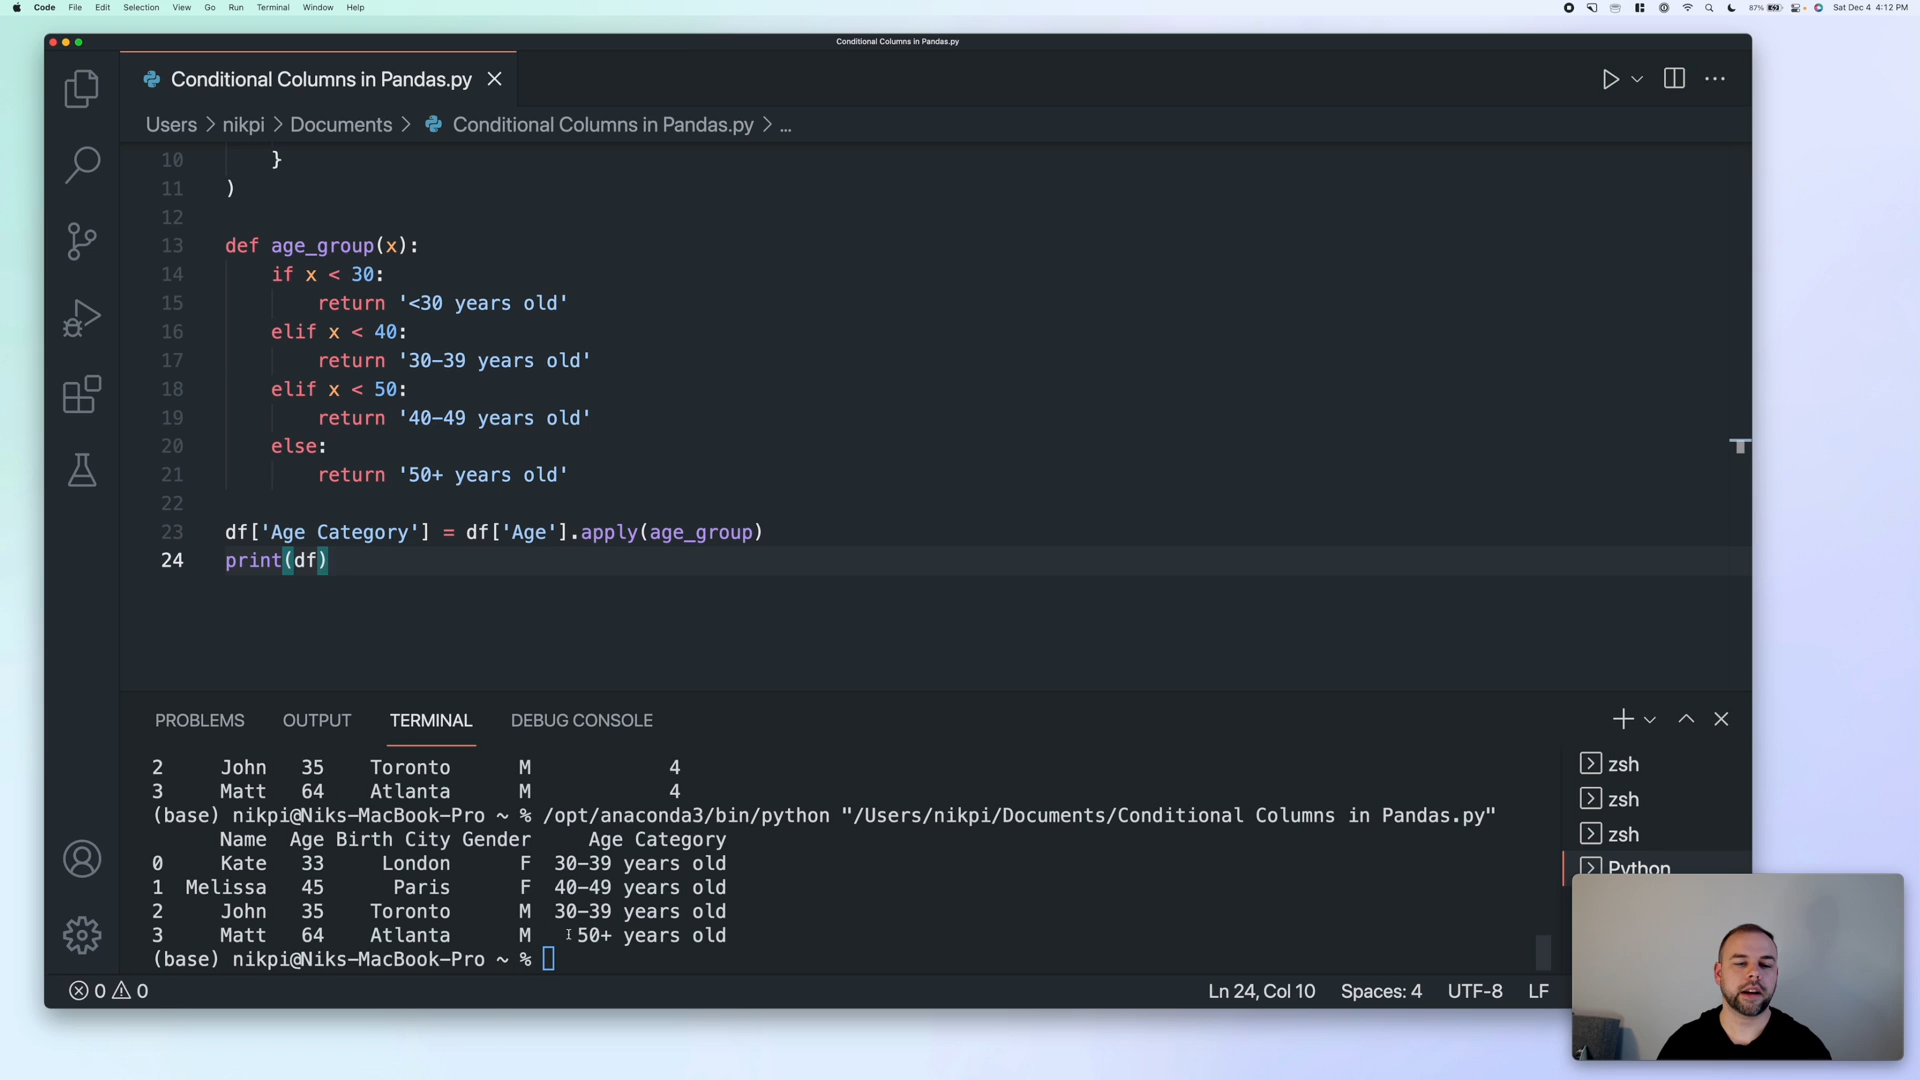 Code File Edit Selection View Go Run Terminal Window Help 87% Sat Dec 4 4:12 PM
Conditional Columns in Pandas.py
Conditional Columns in Pandas.py
Users > nikpi > Documents > Conditional Columns in Pandas.py > ...
10 }
11 )
12
13 def age_group(x):
14 if x < 30:
15 return '<30 years old'
16 elif x < 40:
17 return '30-39 years old'
18 elif x < 50:
19 return '40-49 years old'
20 else:
21 return '50+ years old'
22
23 df['Age Category'] = df['Age'].apply(age_group)
24 print(df)
PROBLEMS OUTPUT TERMINAL DEBUG CONSOLE
2 John 35 Toronto M 4
3 Matt 64 Atlanta M 4
(base) nikpi@Niks-MacBook-Pro ~ % /opt/anaconda3/bin/python "/Users/nikpi/Documents/Conditional Columns in Pandas.py"
Name Age Birth City Gender Age Category
0 Kate 33 London F 30-39 years old
1 Melissa 45 Paris F 40-49 years old
2 John 35 Toronto M 30-39 years old
3 Matt 64 Atlanta M 50+ years old
(base) nikpi@Niks-MacBook-Pro ~ %
zsh
zsh
zsh
Python
0 0 Ln 24, Col 10 Spaces: 4 UTF-8 LF